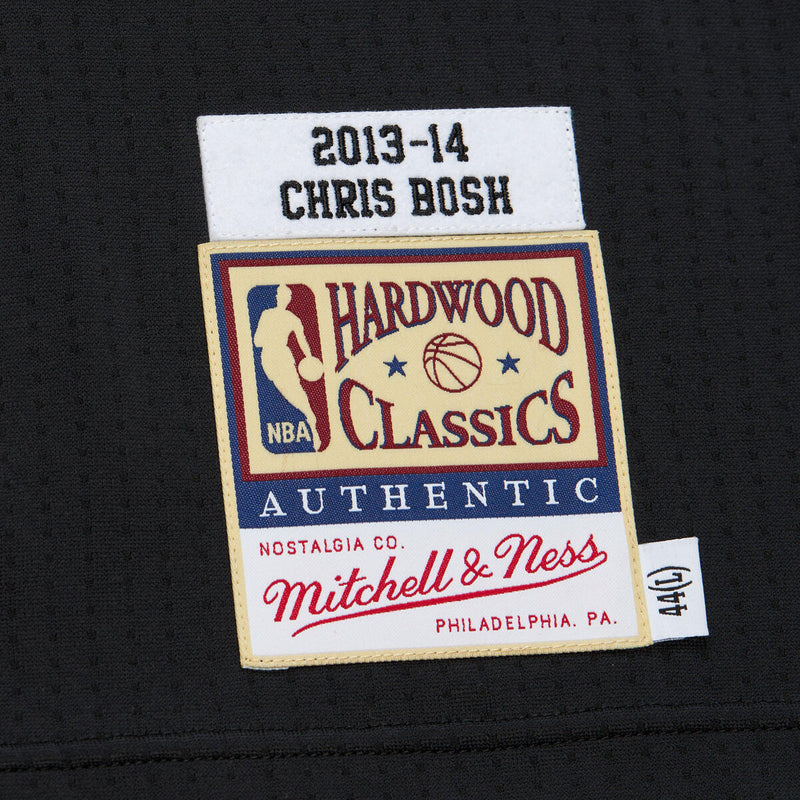 2013-14
CHRIS BOSH
HARDWOOD
CLASSICS
NBA
AUTHENTIC
NOSTALGIA CO.
Mitchell & Ness
PHILADELPHIA. PA.
44(L)